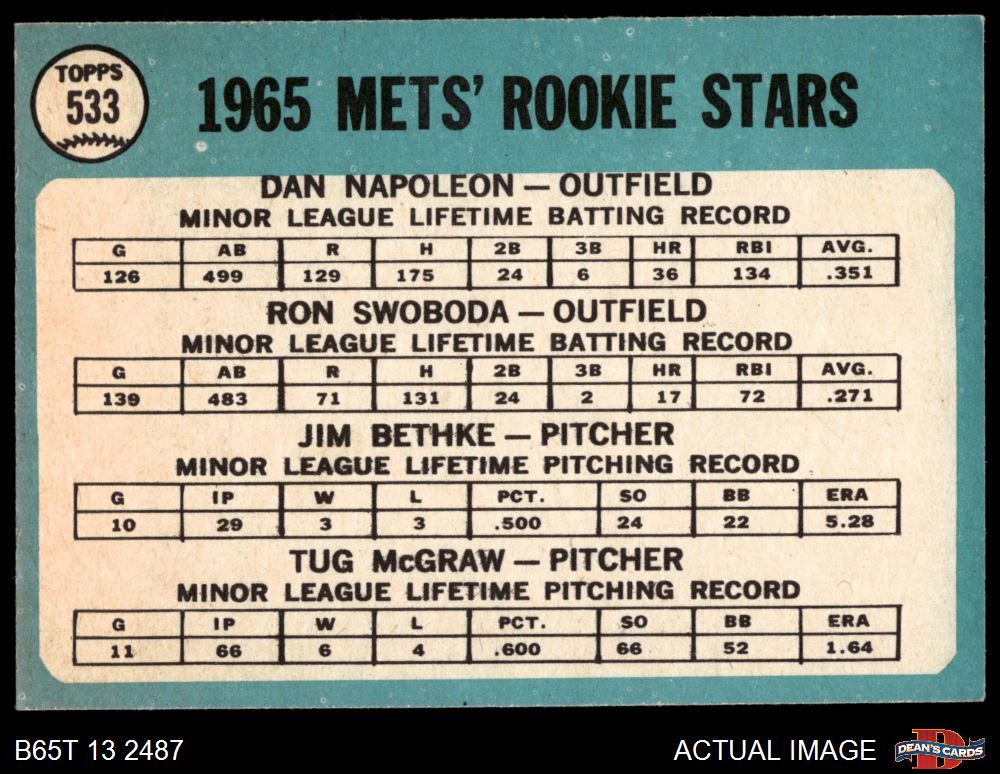 TOPPS
533
1965 METS' ROOKIE STARS
DAN NAPOLEON — OUTFIELD
MINOR LEAGUE LIFETIME BATTING RECORD
G AB R H 2B 3B HR RBI AVG.
126 499 129 175 24 6 36 134 .351
RON SWOBODA — OUTFIELD
MINOR LEAGUE LIFETIME BATTING RECORD
G AB R H 2B 3B HR RBI AVG.
139 483 71 131 24 2 17 72 .271
JIM BETHKE — PITCHER
MINOR LEAGUE LIFETIME PITCHING RECORD
G IP W L PCT. SO BB ERA
10 29 3 3 .500 24 22 5.28
TUG McGRAW — PITCHER
MINOR LEAGUE LIFETIME PITCHING RECORD
G IP W L PCT. SO BB ERA
11 66 6 4 .600 66 52 1.64
B65T 13 2487
ACTUAL IMAGE
DEAN'S CARDS